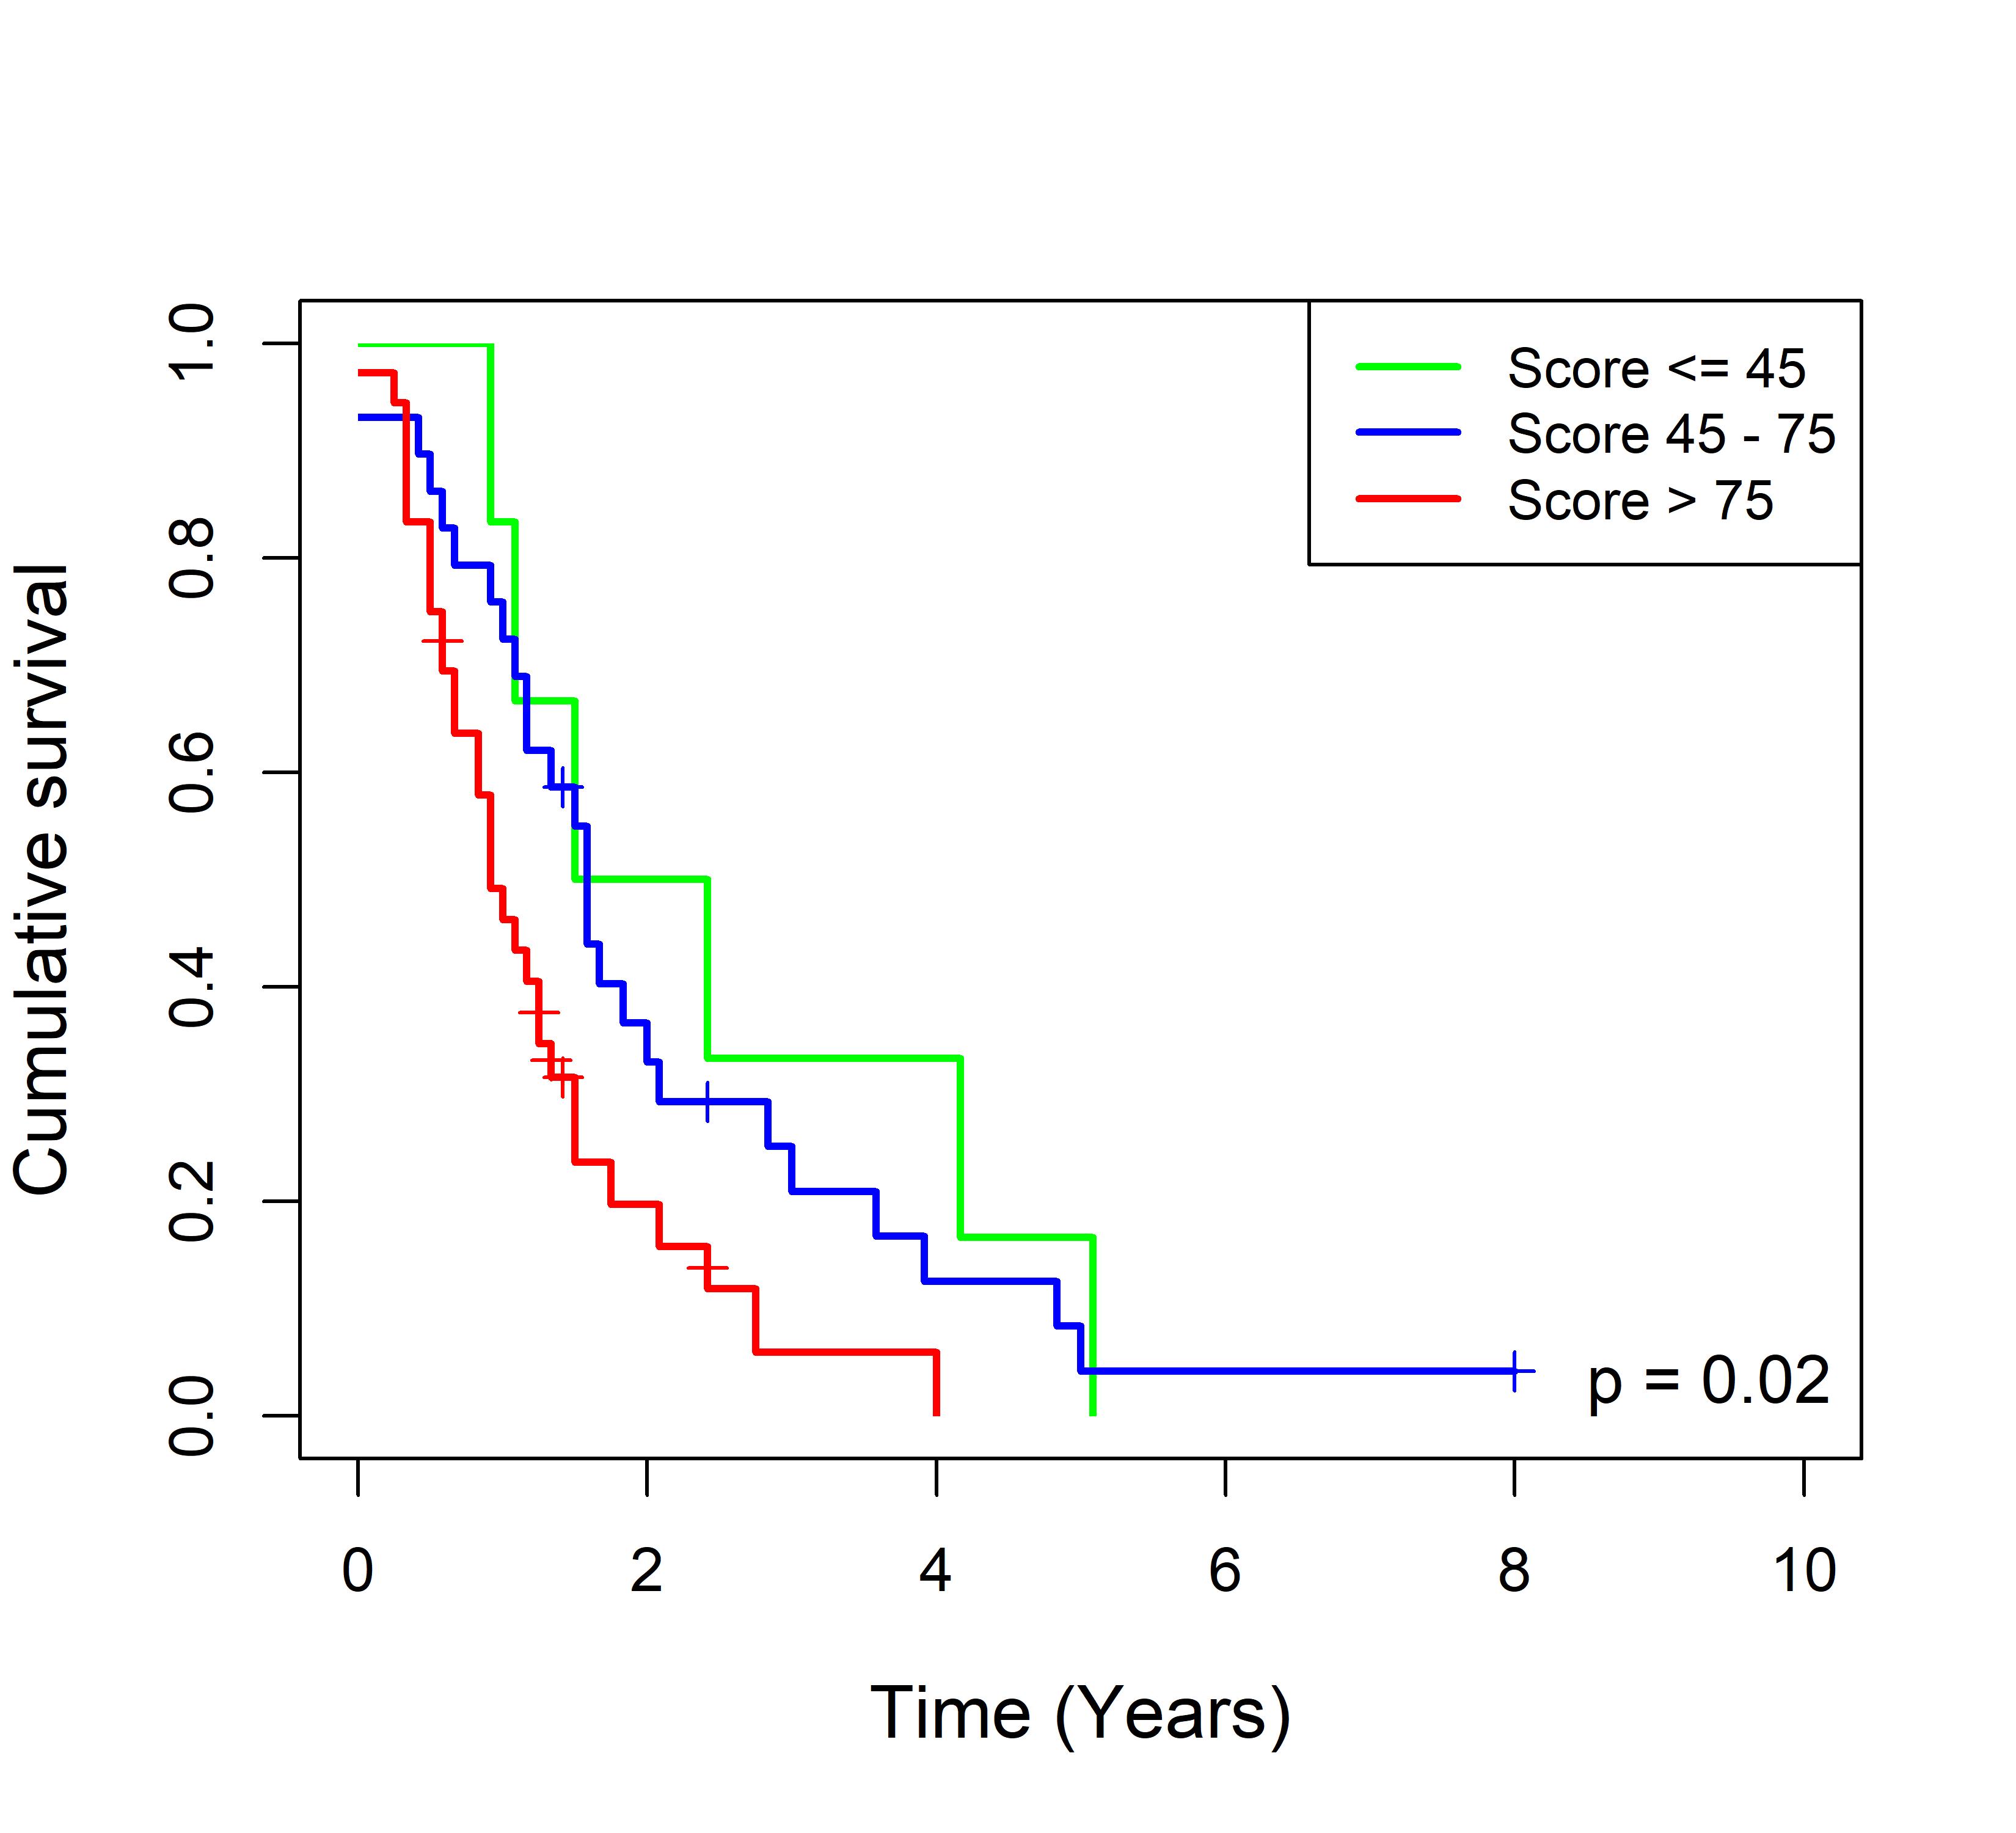 Score <= 45
Score 45 - 75
Score > 75
Cumulative survival
1.0
0.8
0.6
0.4
0.2
0.0
p = 0.02
0 2 4 6 8 10
Time (Years)